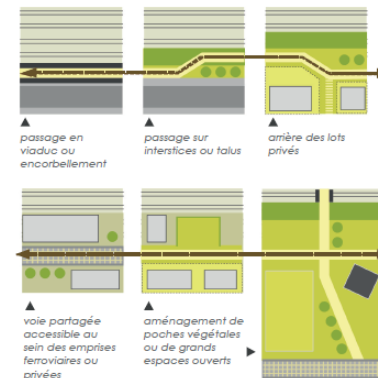 passage en
viaduc ou
encorbellement
passage sur
interstices ou talus
arrière des lots
privés
voie partagée
accessible au
sein des emprises
ferroviaires ou
privées
aménagement de
poches végétales
ou de grands
espaces ouverts